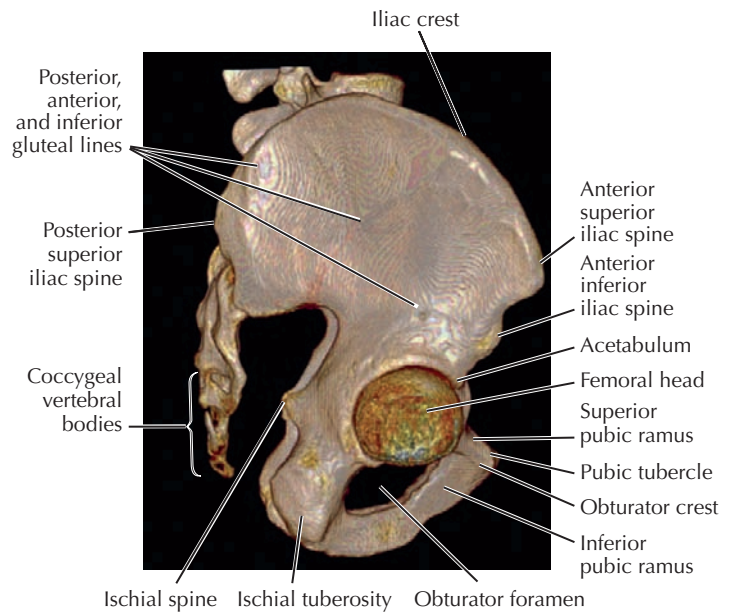 Iliac crest
Posterior,
anterior,
and inferior
gluteal lines
Posterior
superior
iliac spine
Coccygeal
vertebral
bodies
Anterior
superior
iliac spine
Anterior
inferior
iliac spine
Acetabulum
Femoral head
Superior
pubic ramus
Pubic tubercle
Obturator crest
Inferior
pubic ramus
Ischial spine
Ischial tuberosity
Obturator foramen